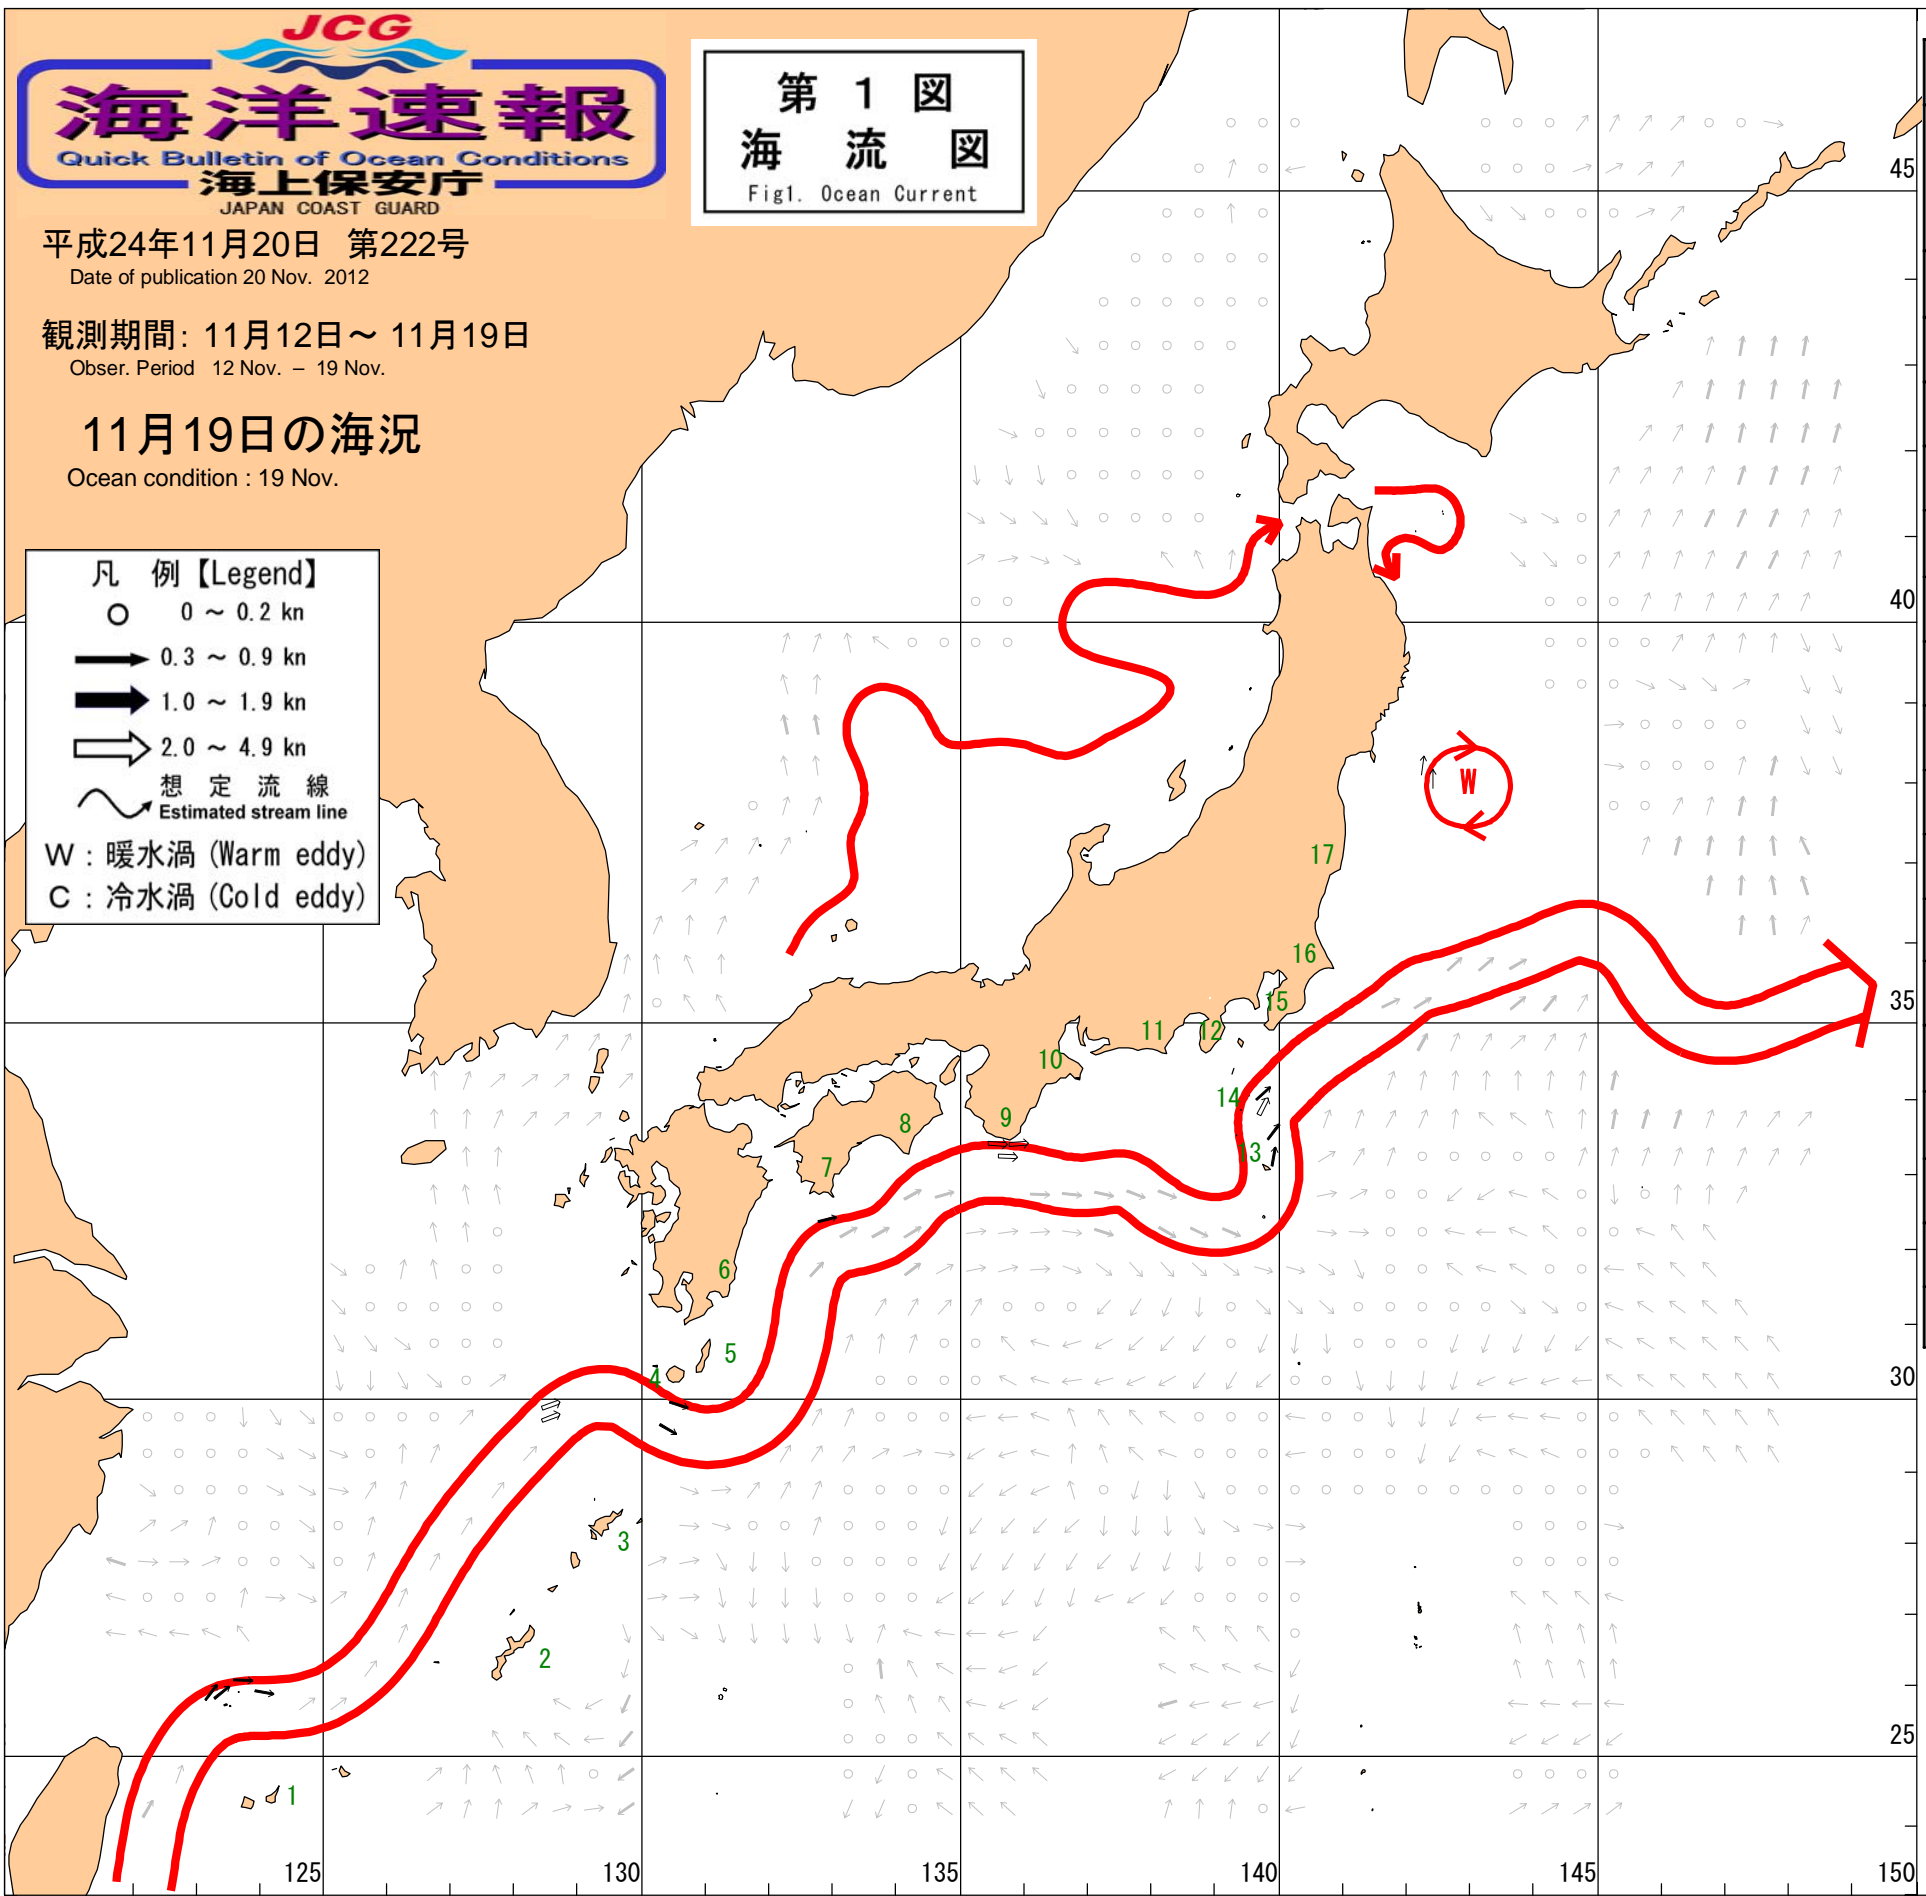 JCG
海洋速報
Quick Bulletin of Ocean Conditions
海上保安庁
JAPAN COAST GUARD
第 1 図
海 流 図
Fig1. Ocean Current
平成24年11月20日 第222号
Date of publication 20 Nov. 2012
観測期間: 11月12日～ 11月19日
Obser. Period 12 Nov. – 19 Nov.
11月19日の海況
Ocean condition : 19 Nov.
凡 例【Legend】
0 ～ 0.2 kn
0.3 ～ 0.9 kn
1.0 ～ 1.9 kn
2.0 ～ 4.9 kn
想 定 流 線
Estimated stream line
W : 暖水渦 (Warm eddy)
C : 冷水渦 (Cold eddy)
45
40
W
17
16
35
15
11
12
10
14
9
8
13
7
6
5
4
30
3
2
25
1
125
130
135
140
145
150